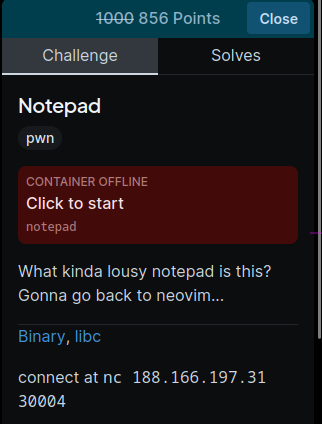 1000 856 Points Close
Challenge Solves
Notepad
pwn
CONTAINER OFFLINE
Click to start
notepad
What kinda lousy notepad is this?
Gonna go back to neovim...
Binary, libc
connect at nc 188.166.197.31
30004